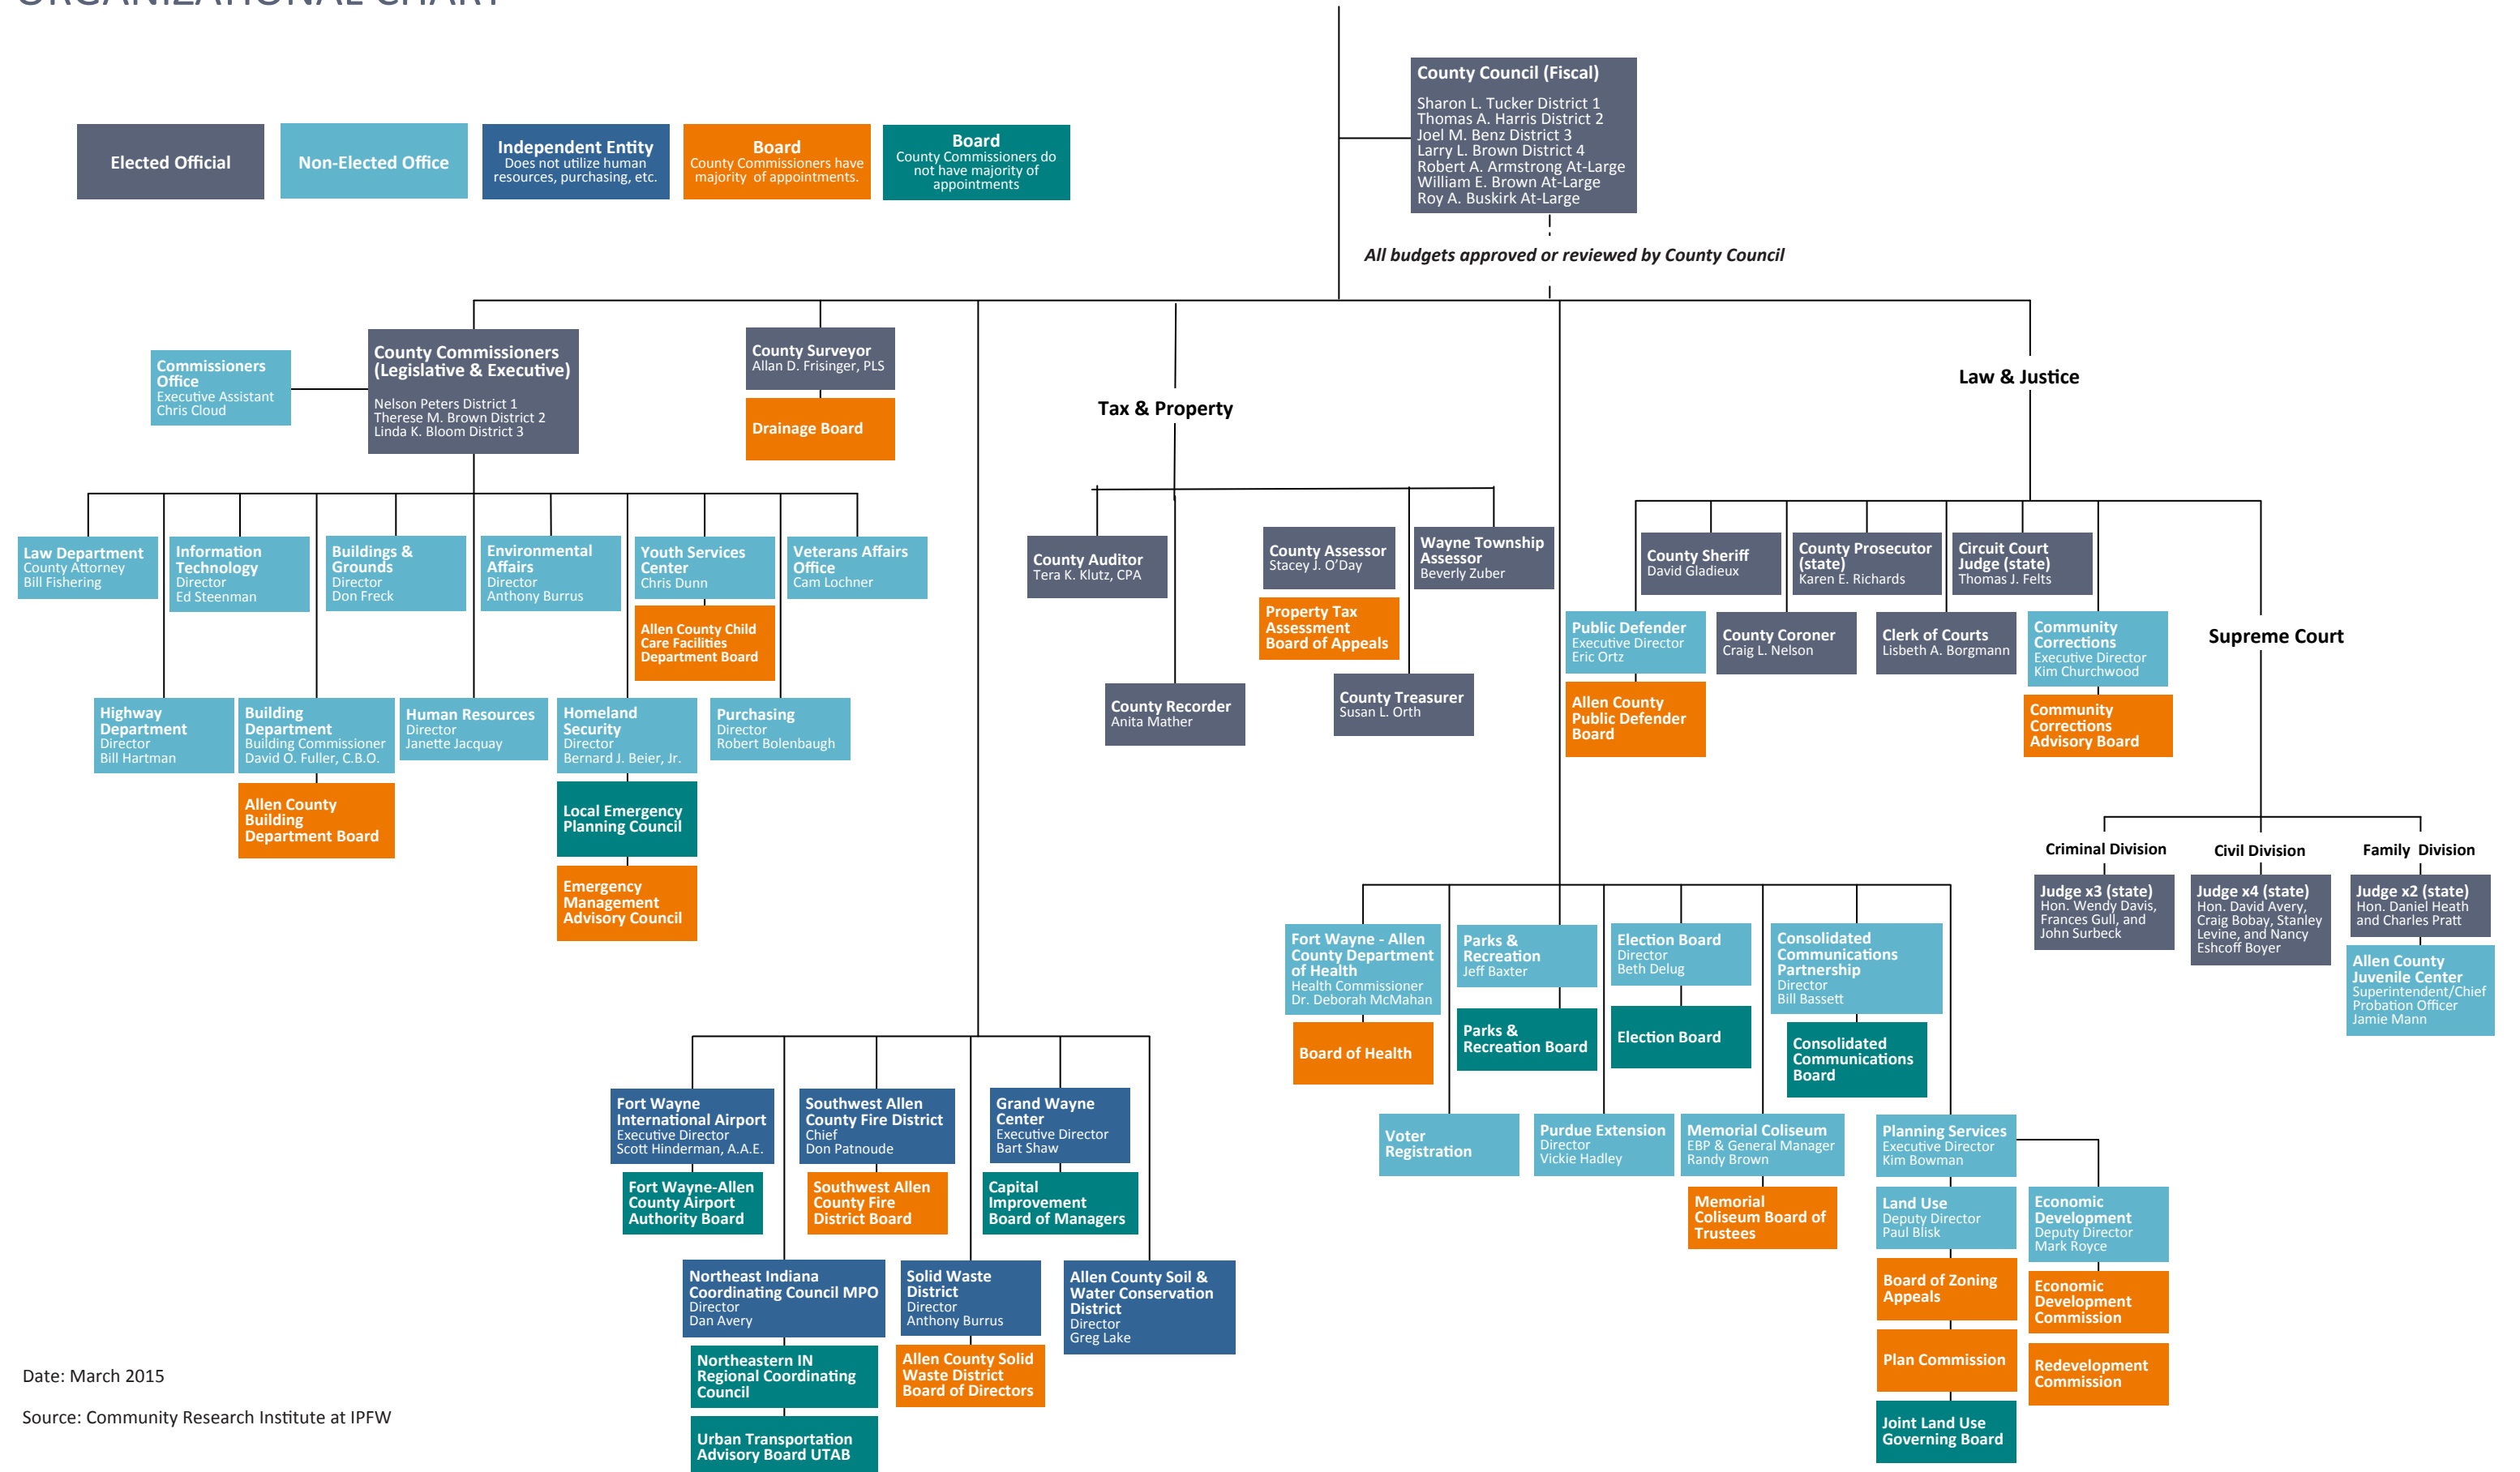 ORGANIZATIONAL CHART
County Council (Fiscal)
Sharon L. Tucker District 1
Thomas A. Harris District 2
Joel M. Benz District 3
Larry L. Brown District 4
Robert A. Armstrong At-Large
William E. Brown At-Large
Roy A. Buskirk At-Large
Elected Official
Non-Elected Office
Independent Entity
Does not utilize human
resources, purchasing, etc.
Board
County Commissioners have
majority of appointments.
Board
County Commissioners do
not have majority of
appointments
All budgets approved or reviewed by County Council
Commissioners
Office
Executive Assistant
Chris Cloud
County Commissioners
(Legislative & Executive)
Nelson Peters District 1
Therese M. Brown District 2
Linda K. Bloom District 3
County Surveyor
Allan D. Frisinger, PLS
Drainage Board
Tax & Property
Law & Justice
Law Department
County Attorney
Bill Fishering
Information
Technology
Director
Ed Steenman
Buildings &
Grounds
Director
Don Freck
Environmental
Affairs
Director
Anthony Burrus
Youth Services
Center
Chris Dunn
Allen County Child
Care Facilities
Department Board
Veterans Affairs
Office
Cam Lochner
Highway
Department
Director
Bill Hartman
Building
Department
Building Commissioner
David O. Fuller, C.B.O.
Allen County
Building
Department Board
Human Resources
Director
Janette Jacquay
Homeland
Security
Director
Bernard J. Beier, Jr.
Local Emergency
Planning Council
Emergency
Management
Advisory Council
Purchasing
Director
Robert Bolenbaugh
County Auditor
Tera K. Klutz, CPA
County Assessor
Stacey J. O’Day
Property Tax
Assessment
Board of Appeals
Wayne Township
Assessor
Beverly Zuber
County Recorder
Anita Mather
County Treasurer
Susan L. Orth
County Sheriff
David Gladieux
County Prosecutor
(state)
Karen E. Richards
Circuit Court
Judge (state)
Thomas J. Felts
Public Defender
Executive Director
Eric Ortz
Allen County
Public Defender
Board
County Coroner
Craig L. Nelson
Clerk of Courts
Lisbeth A. Borgmann
Community
Corrections
Executive Director
Kim Churchwood
Community
Corrections
Advisory Board
Supreme Court
Criminal Division
Civil Division
Family Division
Judge x3 (state)
Hon. Wendy Davis,
Frances Gull, and
John Surbeck
Judge x4 (state)
Hon. David Avery,
Craig Bobay, Stanley
Levine, and Nancy
Eshcoff Boyer
Judge x2 (state)
Hon. Daniel Heath
and Charles Pratt
Allen County
Juvenile Center
Superintendent/Chief
Probation Officer
Jamie Mann
Fort Wayne - Allen
County Department
of Health
Health Commissioner
Dr. Deborah McMahan
Board of Health
Parks &
Recreation
Jeff Baxter
Parks &
Recreation Board
Election Board
Director
Beth Delug
Election Board
Consolidated
Communications
Partnership
Director
Bill Bassett
Consolidated
Communications
Board
Voter
Registration
Purdue Extension
Director
Vickie Hadley
Memorial Coliseum
EBP & General Manager
Randy Brown
Memorial
Coliseum Board of
Trustees
Planning Services
Executive Director
Kim Bowman
Land Use
Deputy Director
Paul Blisk
Board of Zoning
Appeals
Plan Commission
Joint Land Use
Governing Board
Economic
Development
Deputy Director
Mark Royce
Economic
Development
Commission
Redevelopment
Commission
Fort Wayne
International Airport
Executive Director
Scott Hinderman, A.A.E.
Fort Wayne-Allen
County Airport
Authority Board
Southwest Allen
County Fire District
Chief
Don Patnoude
Southwest Allen
County Fire
District Board
Grand Wayne
Center
Executive Director
Bart Shaw
Capital
Improvement
Board of Managers
Northeast Indiana
Coordinating Council MPO
Director
Dan Avery
Northeastern IN
Regional Coordinating
Council
Urban Transportation
Advisory Board UTAB
Solid Waste
District
Director
Anthony Burrus
Allen County Solid
Waste District
Board of Directors
Allen County Soil &
Water Conservation
District
Director
Greg Lake
Date: March 2015
Source: Community Research Institute at IPFW